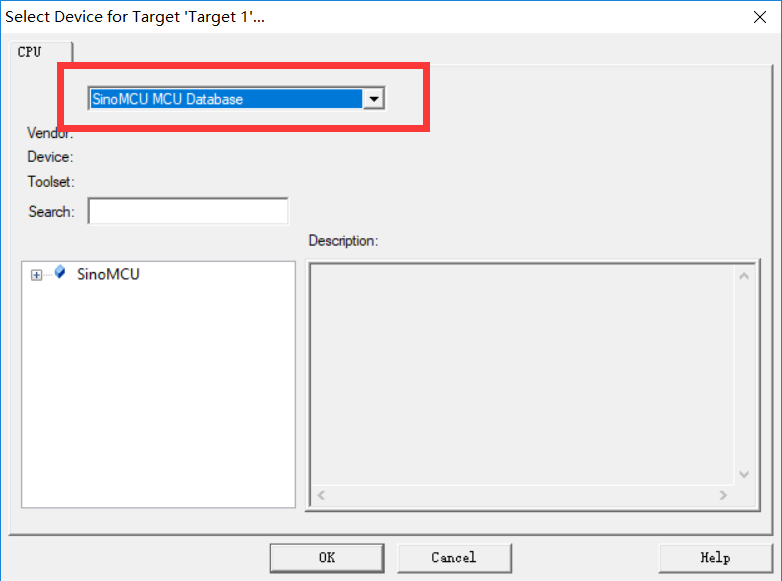 Select Device for Target 'Target 1'...
CPU
SinoMCU MCU Database
Vendor:
Device:
Toolset:
Search:
Description:
SinoMCU
OK
Cancel
Help